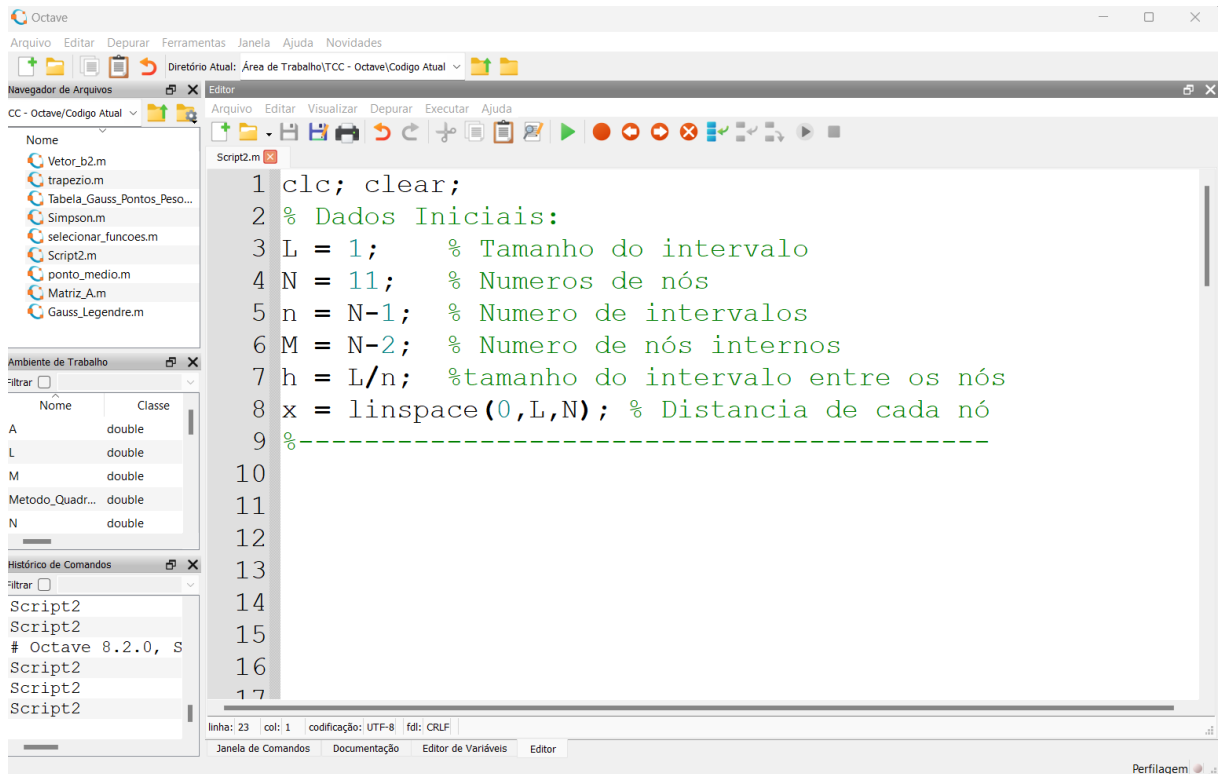 Octave
Arquivo Editar Depurar Ferramentas Janela Ajuda Novidades
Diretório Atual: Área de Trabalho\TCC - Octave\Codigo Atual
Navegador de Arquivos
CC - Octave/Codigo Atual
Nome
Vetor_b2.m
trapezio.m
Tabela_Gauss_Pontos_Peso...
Simpson.m
selecionar_funcoes.m
Script2.m
ponto_medio.m
Matriz_A.m
Gauss_Legendre.m
Ambiente de Trabalho
Filtrar
Nome Classe
A double
L double
M double
Metodo_Quadr... double
N double
Histórico de Comandos
Filtrar
Script2
Script2
# Octave 8.2.0, S
Script2
Script2
Script2
Editor
Arquivo Editar Visualizar Depurar Executar Ajuda
Script2.m
1 clc; clear;
2 % Dados Iniciais:
3 L = 1; % Tamanho do intervalo
4 N = 11; % Numeros de nós
5 n = N-1; % Numero de intervalos
6 M = N-2; % Numero de nós internos
7 h = L/n; %tamanho do intervalo entre os nós
8 x = linspace(0,L,N); % Distancia de cada nó
9 %------------------------------------------
10
11
12
13
14
15
16
17
linha: 23 col: 1 codificação: UTF-8 fdl: CRLF
Janela de Comandos Documentação Editor de Variáveis Editor
Perfilagem